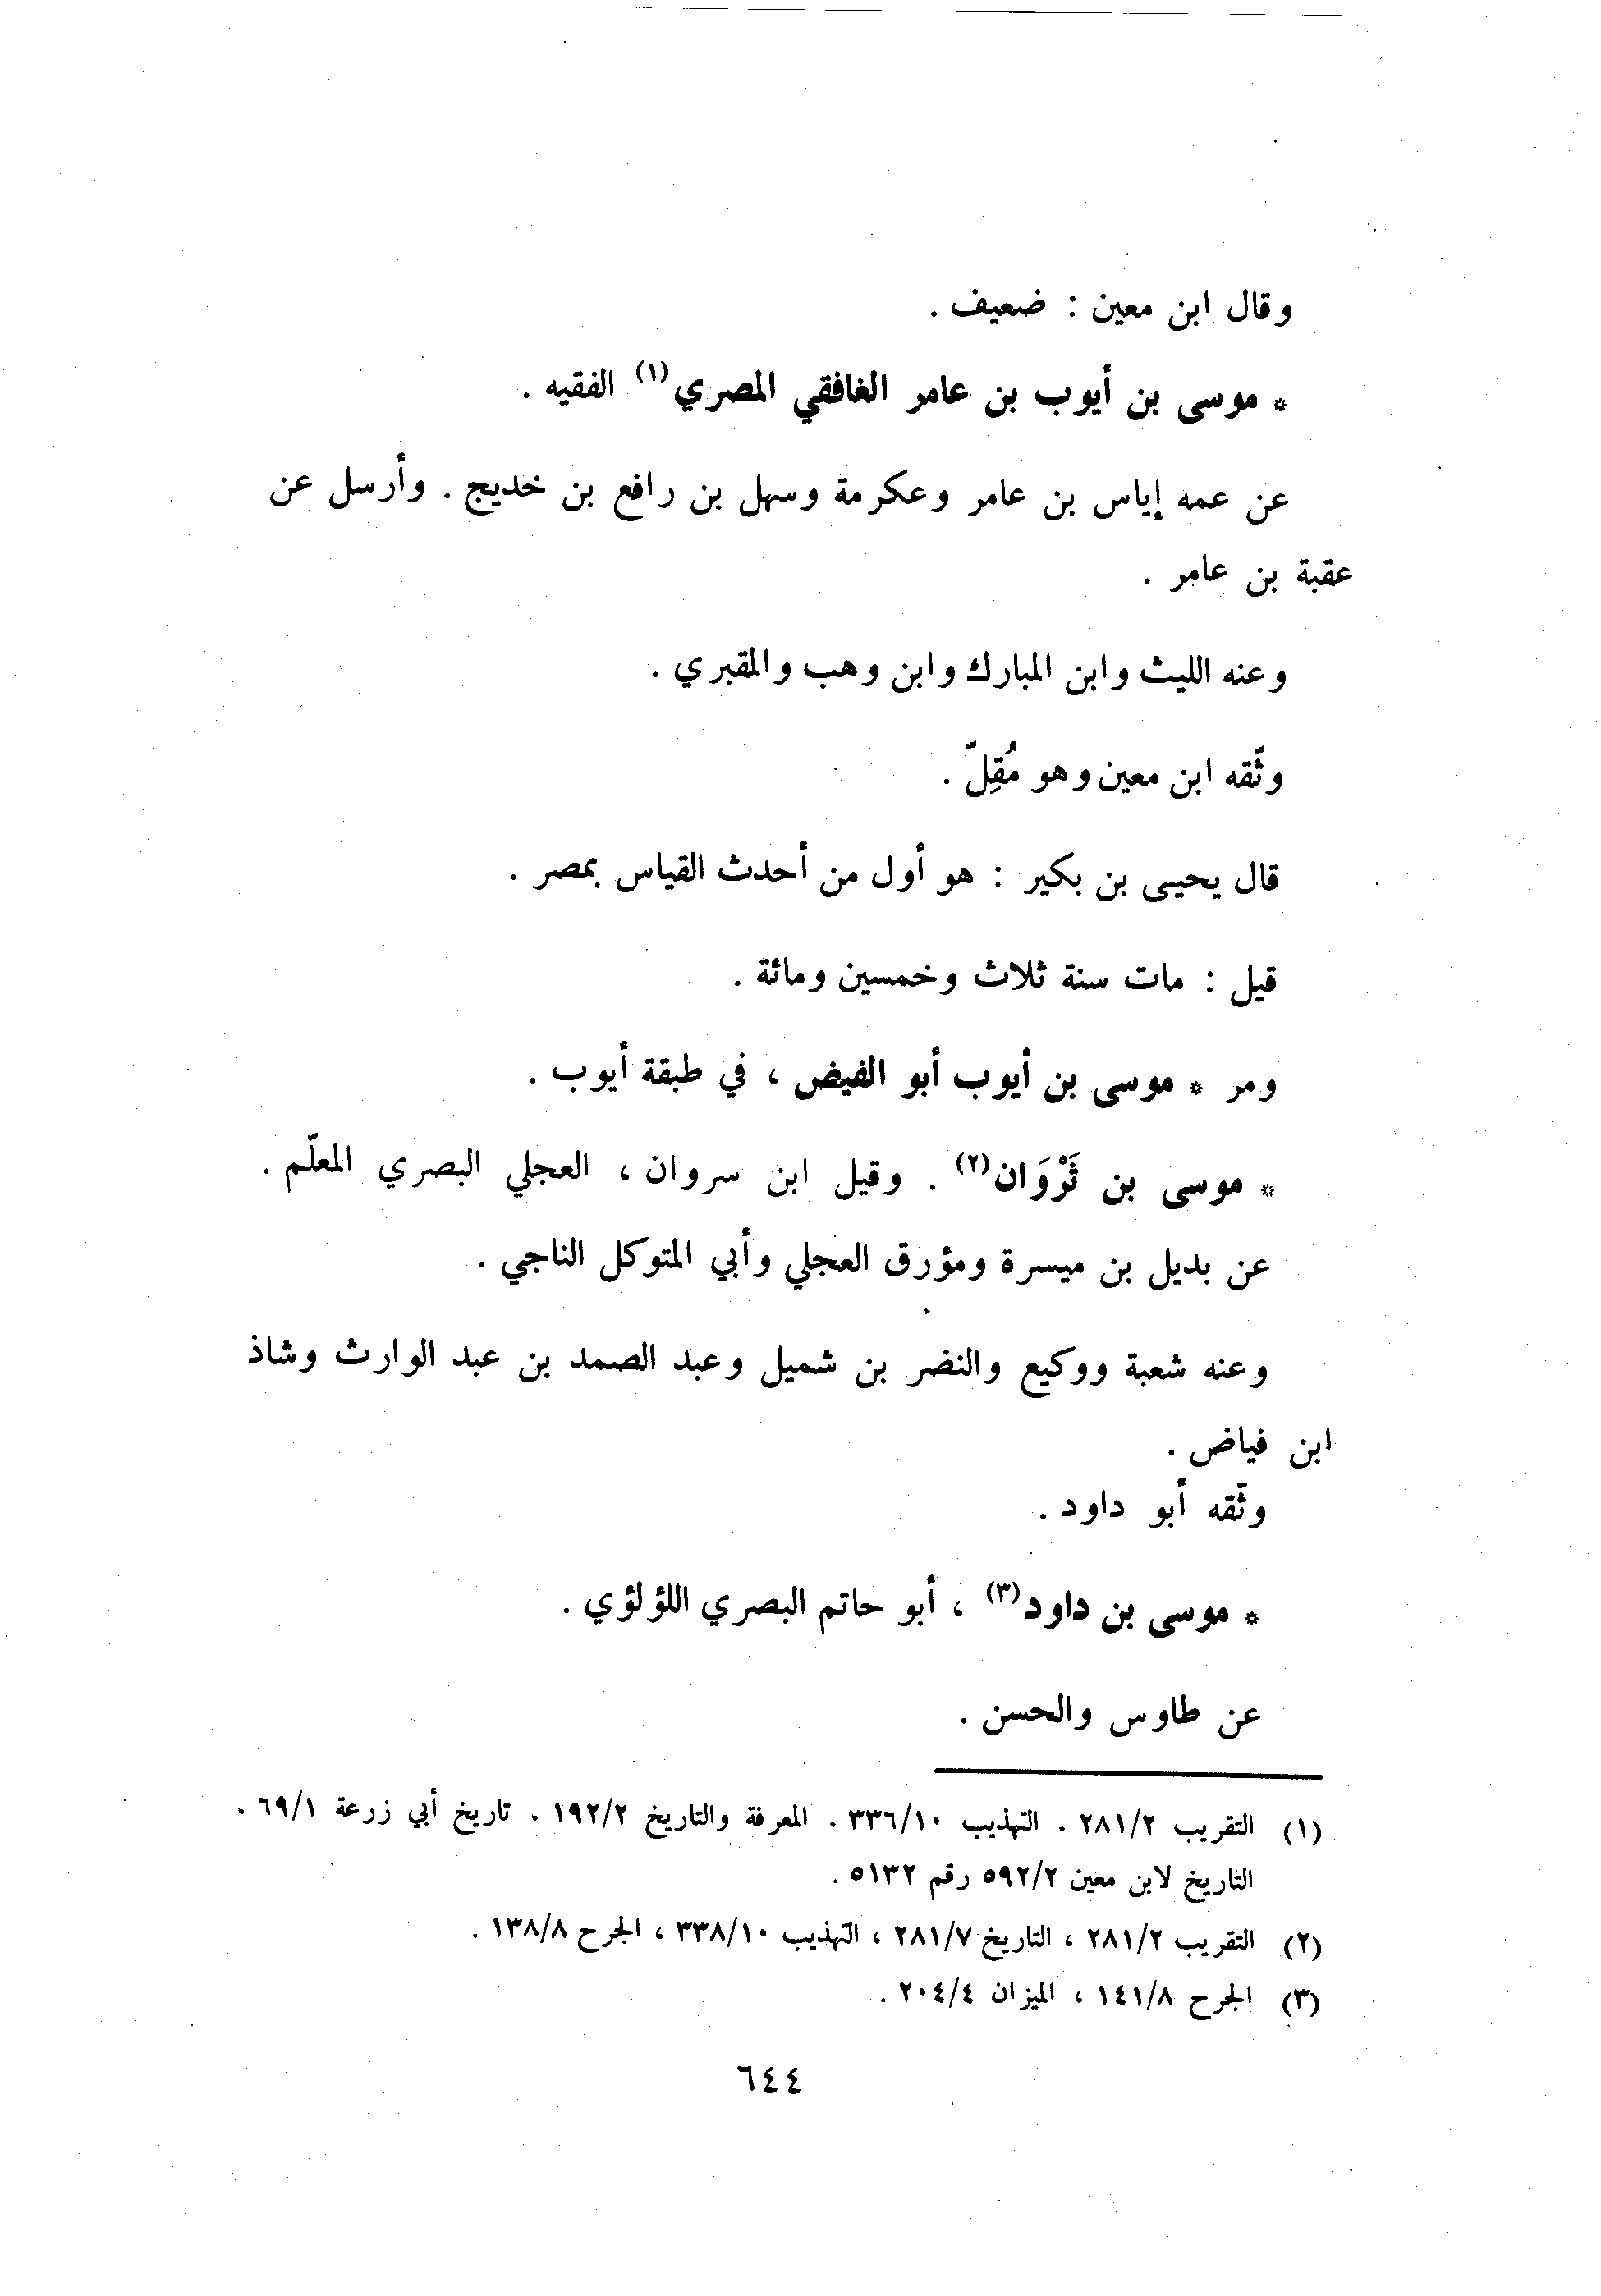 وقال ابن معين : ضعيف .
* موسى بن أيوب بن عامر الغافقي المصري(١) الفقيه .
عن عمه إياس بن عامر وعكرمة وسهل بن رافع بن خديج . وأرسل عن
عقبة بن عامر .
وعنه الليث وابن المبارك وابن وهب والمقبري .
وثّقه ابن معين وهو مُقِلّ .
قال يحيى بن بكير : هو أول من أحدث القياس بمصر .
قيل : مات سنة ثلاث وخمسين ومائة .
ومر * موسى بن أيوب أبو الفيض ، في طبقة أيوب .
* موسى بن ثَرْوَان(٢) . وقيل ابن سروان ، العجلي البصري المعلّم .
عن بديل بن ميسرة ومؤرق العجلي وأبي المتوكل الناجي .
وعنه شعبة ووكيع والنضر بن شميل وعبد الصمد بن عبد الوارث وشاذ
ابن فياض .
وثّقه أبو داود .
* موسى بن داود(٣) ، أبو حاتم البصري اللؤلؤي .
عن طاوس والحسن .
(١) التقريب ٢٨١/٢ . التهذيب ٣٣٦/١٠ . المعرفة والتاريخ ١٩٢/٢ . تاريخ أبي زرعة ٦٩/١ .
التاريخ لابن معين ٥٩٢/٢ رقم ٥١٣٢ .
(٢) التقريب ٢٨١/٢ ، التاريخ ٢٨١/٧ ، التهذيب ٣٣٨/١٠ ، الجرح ١٣٨/٨ .
(٣) الجرح ١٤١/٨ ، الميزان ٢٠٤/٤ .
٦٤٤